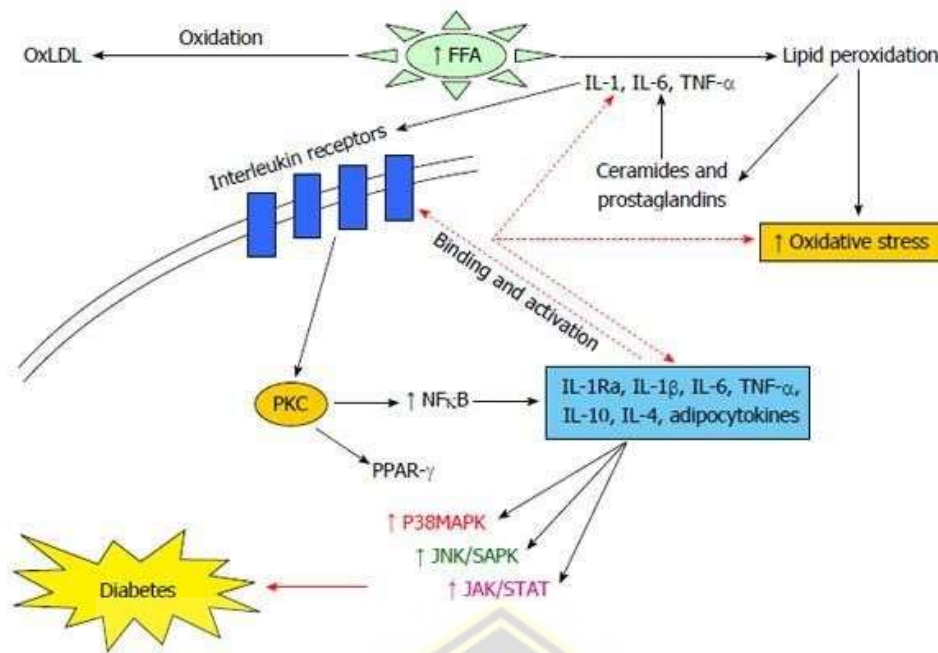 Oxidation
OxLDL
↑ FFA
Lipid peroxidation
IL-1, IL-6, TNF-α
Interleukin receptors
Ceramides and
prostaglandins
↑ Oxidative stress
Binding and activation
IL-1Ra, IL-1β, IL-6, TNF-α,
IL-10, IL-4, adipocytokines
PKC
↑ NFκB
PPAR-γ
↑ P38MAPK
↑ JNK/SAPK
↑ JAK/STAT
Diabetes